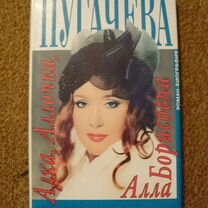 ПУГАЧЕВА
Алла, Аллочка,
Алла
Борисовна
РОМАН-БИОГРАФИЯ